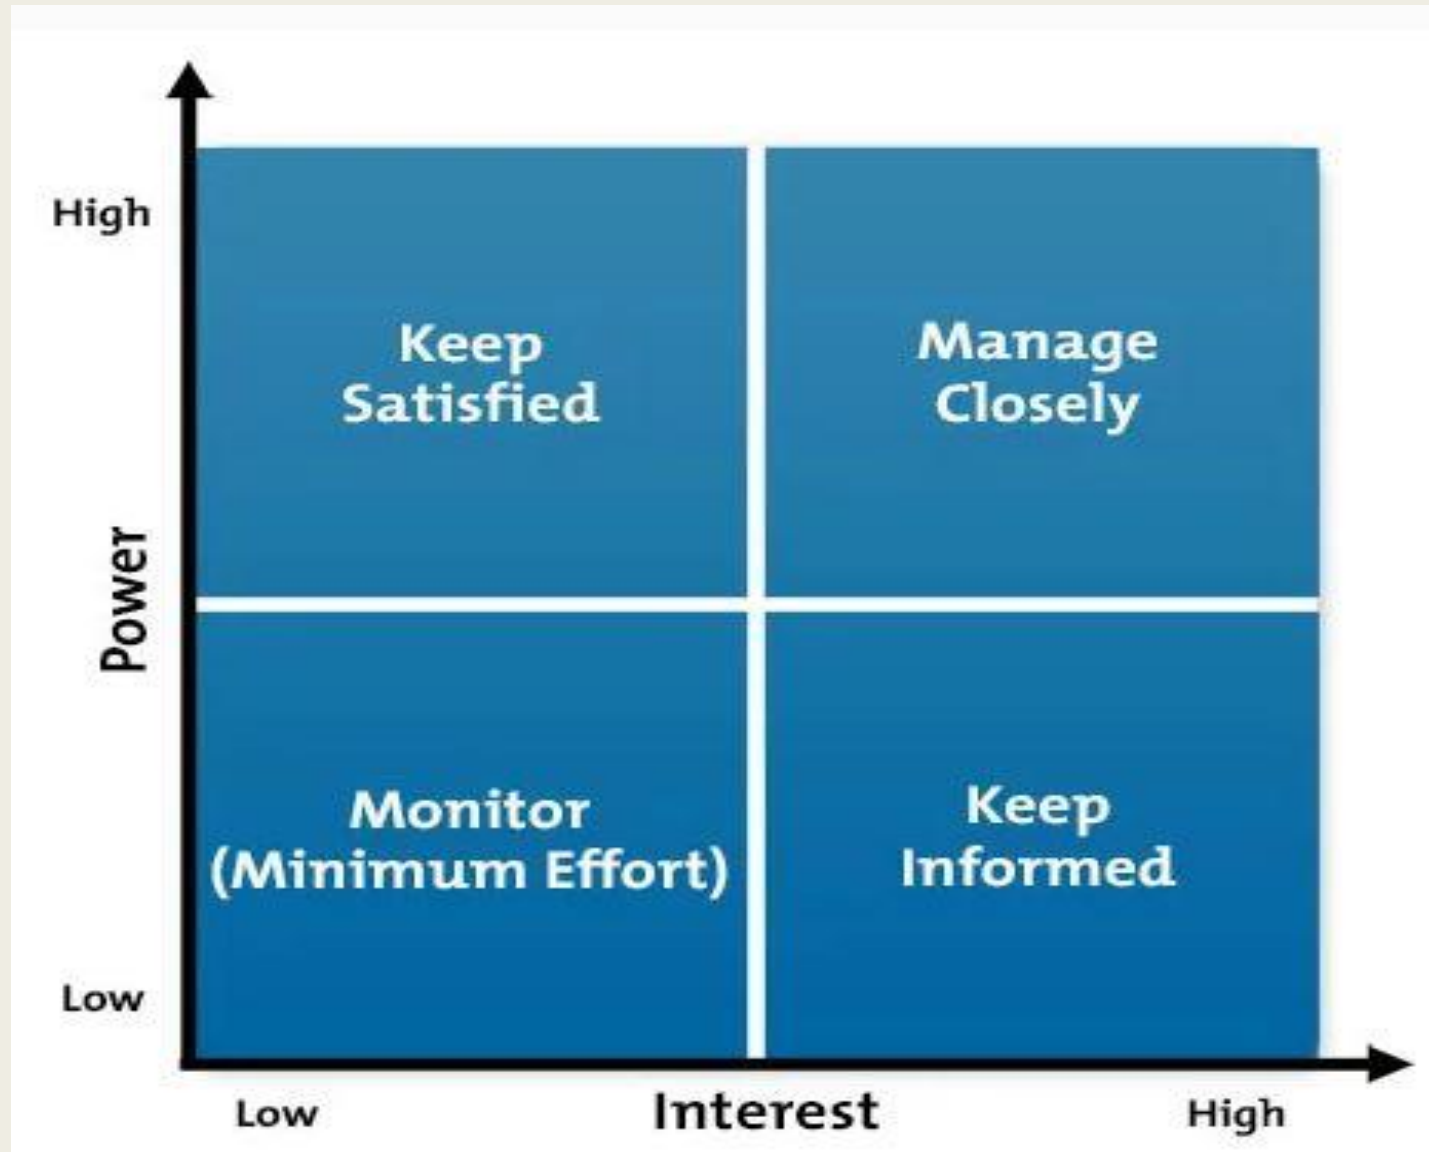 High
Keep
Satisfied
Manage
Closely
Power
Monitor
(Minimum Effort)
Keep
Informed
Low
Low
Interest
High